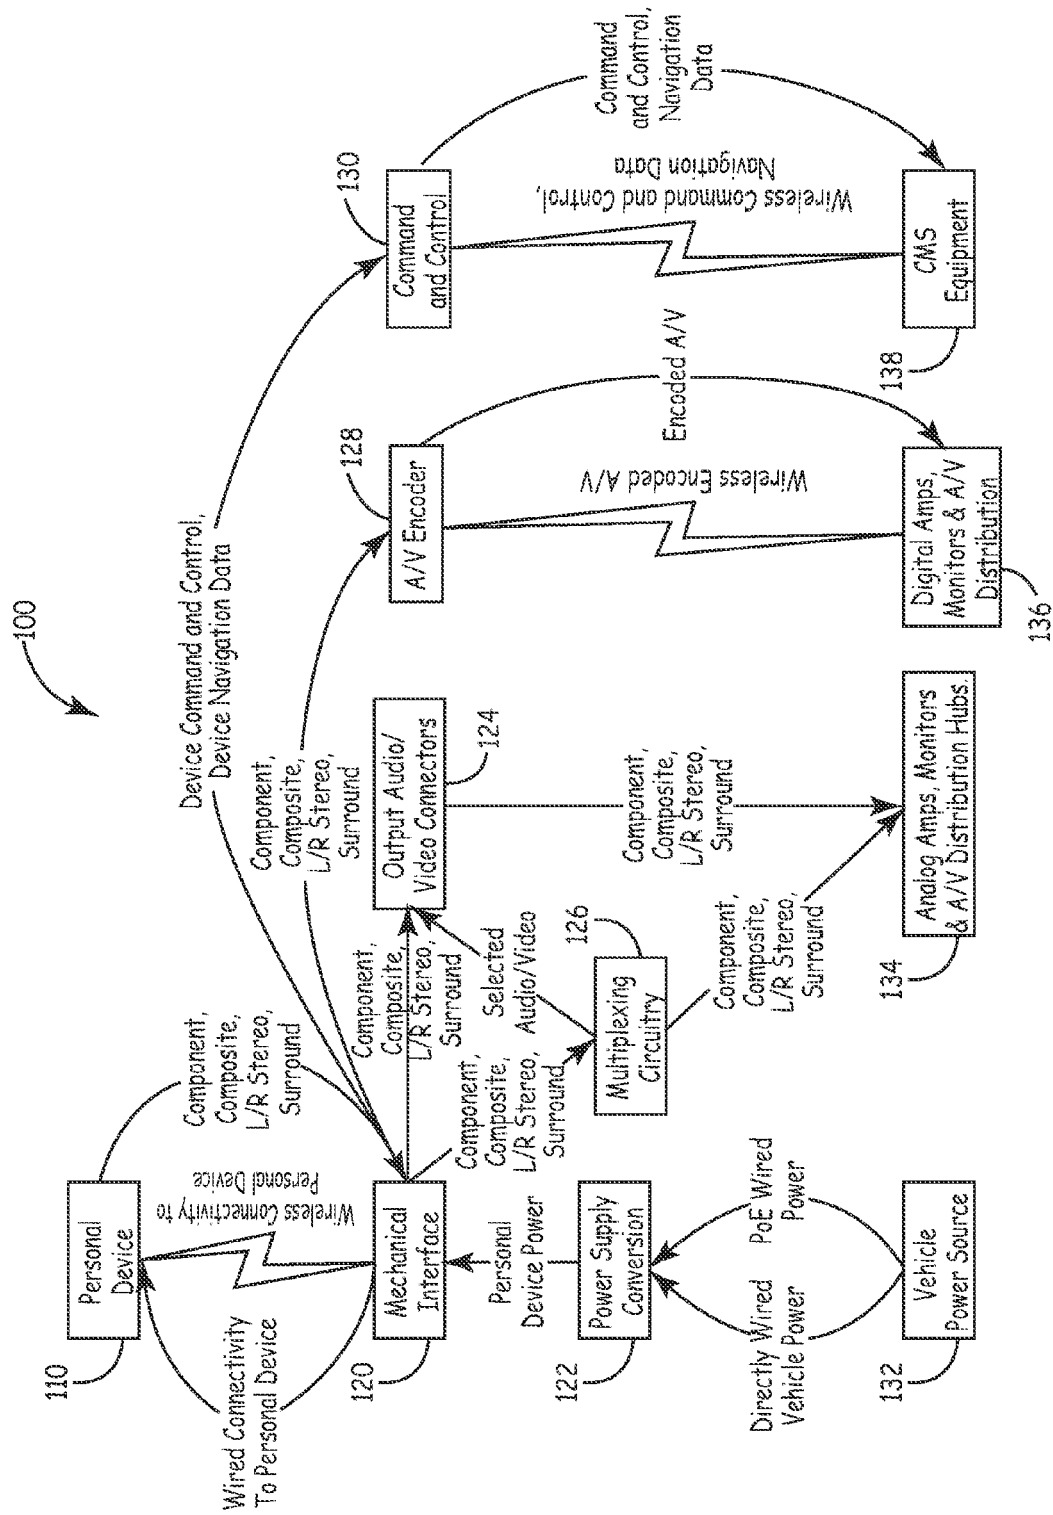 100
110
Personal
Device
Component,
Composite,
L/R Stereo,
Surround
Device Command and Control,
Device Navigation Data
Wired Connectivity
To Personal Device
Wireless Connectivity to
Personal Device
120
Mechanical
Interface
Component,
Composite,
L/R Stereo,
Surround
Component,
Composite,
L/R Stereo,
Surround
Output Audio/
Video Connectors
124
128
A/V Encoder
130
Command
and Control
Personal
Device Power
Component,
Composite,
L/R Stereo,
Surround
Selected
Audio/Video
126
Multiplexing
Circuitry
122
Power Supply
Conversion
Component,
Composite,
L/R Stereo,
Surround
Component,
Composite,
L/R Stereo,
Surround
Wireless Encoded A/V
Encoded A/V
Wireless Command and Control,
Navigation Data
Command
and Control,
Navigation
Data
Directly Wired
Vehicle Power
PoE Wired
Power
132
Vehicle
Power Source
134
Analog Amps, Monitors
& A/V Distribution Hubs.
136
Digital Amps,
Monitors & A/V
Distribution
138
CMS
Equipment